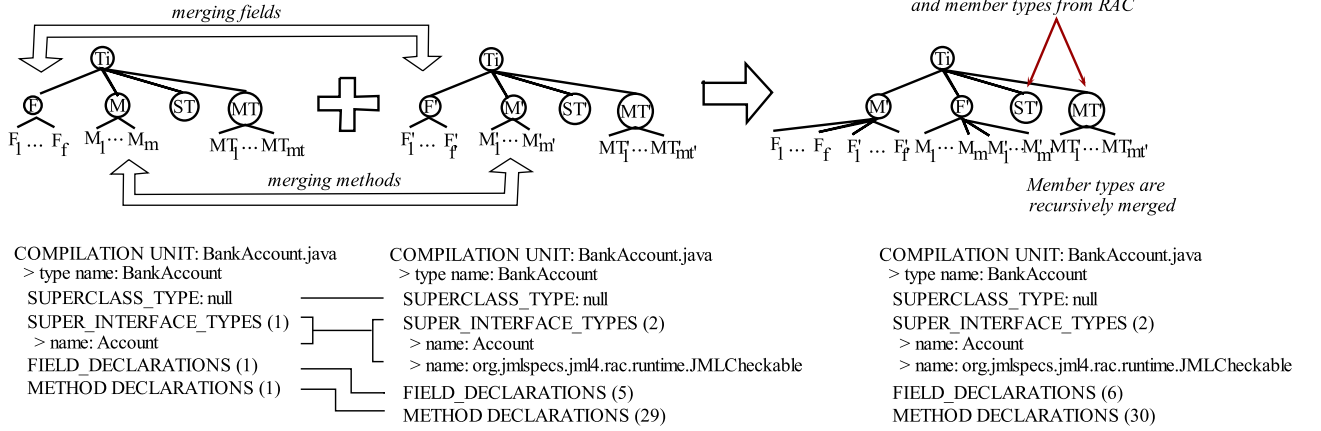 merging fields
and member types from RAC
Ti
Ti
Ti
F
M
ST
MT
F'
M'
ST'
MT'
M'
F'
ST'
MT'
F1 ... Ff
M1 ... Mm
MT1 ... MTmt
F'1 ... F'f'
M'1 ... M'm'
MT'1 ... MT'mt'
F1 ... Ff
F'1 ... F'f'
M1 ... Mm
M'1 ... M'm'
MT'1 ... MT'mt'
merging methods
Member types are
recursively merged
COMPILATION UNIT: BankAccount.java
> type name: BankAccount
SUPERCLASS_TYPE: null
SUPER_INTERFACE_TYPES (1)
> name: Account
FIELD_DECLARATIONS (1)
METHOD DECLARATIONS (1)
COMPILATION UNIT: BankAccount.java
> type name: BankAccount
SUPERCLASS_TYPE: null
SUPER_INTERFACE_TYPES (2)
> name: Account
> name: org.jmlspecs.jml4.rac.runtime.JMLCheckable
FIELD_DECLARATIONS (5)
METHOD DECLARATIONS (29)
COMPILATION UNIT: BankAccount.java
> type name: BankAccount
SUPERCLASS_TYPE: null
SUPER_INTERFACE_TYPES (2)
> name: Account
> name: org.jmlspecs.jml4.rac.runtime.JMLCheckable
FIELD_DECLARATIONS (6)
METHOD DECLARATIONS (30)